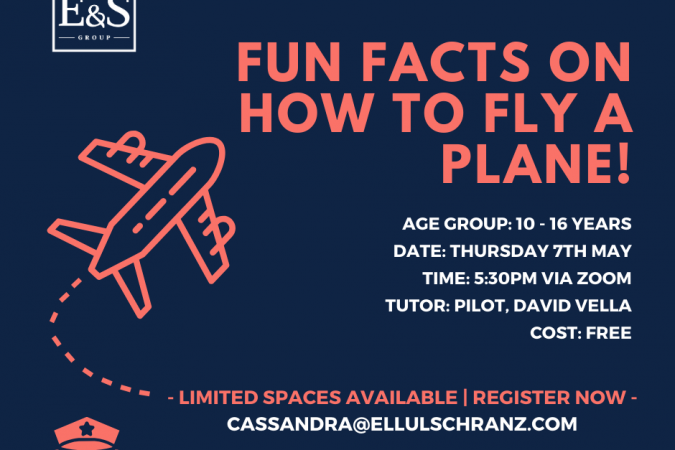 E&S
GROUP
FUN FACTS ON
HOW TO FLY A
PLANE!
AGE GROUP: 10 - 16 YEARS
DATE: THURSDAY 7TH MAY
TIME: 5:30PM VIA ZOOM
TUTOR: PILOT, DAVID VELLA
COST: FREE
- LIMITED SPACES AVAILABLE | REGISTER NOW -
CASSANDRA@ELLULSCHRANZ.COM